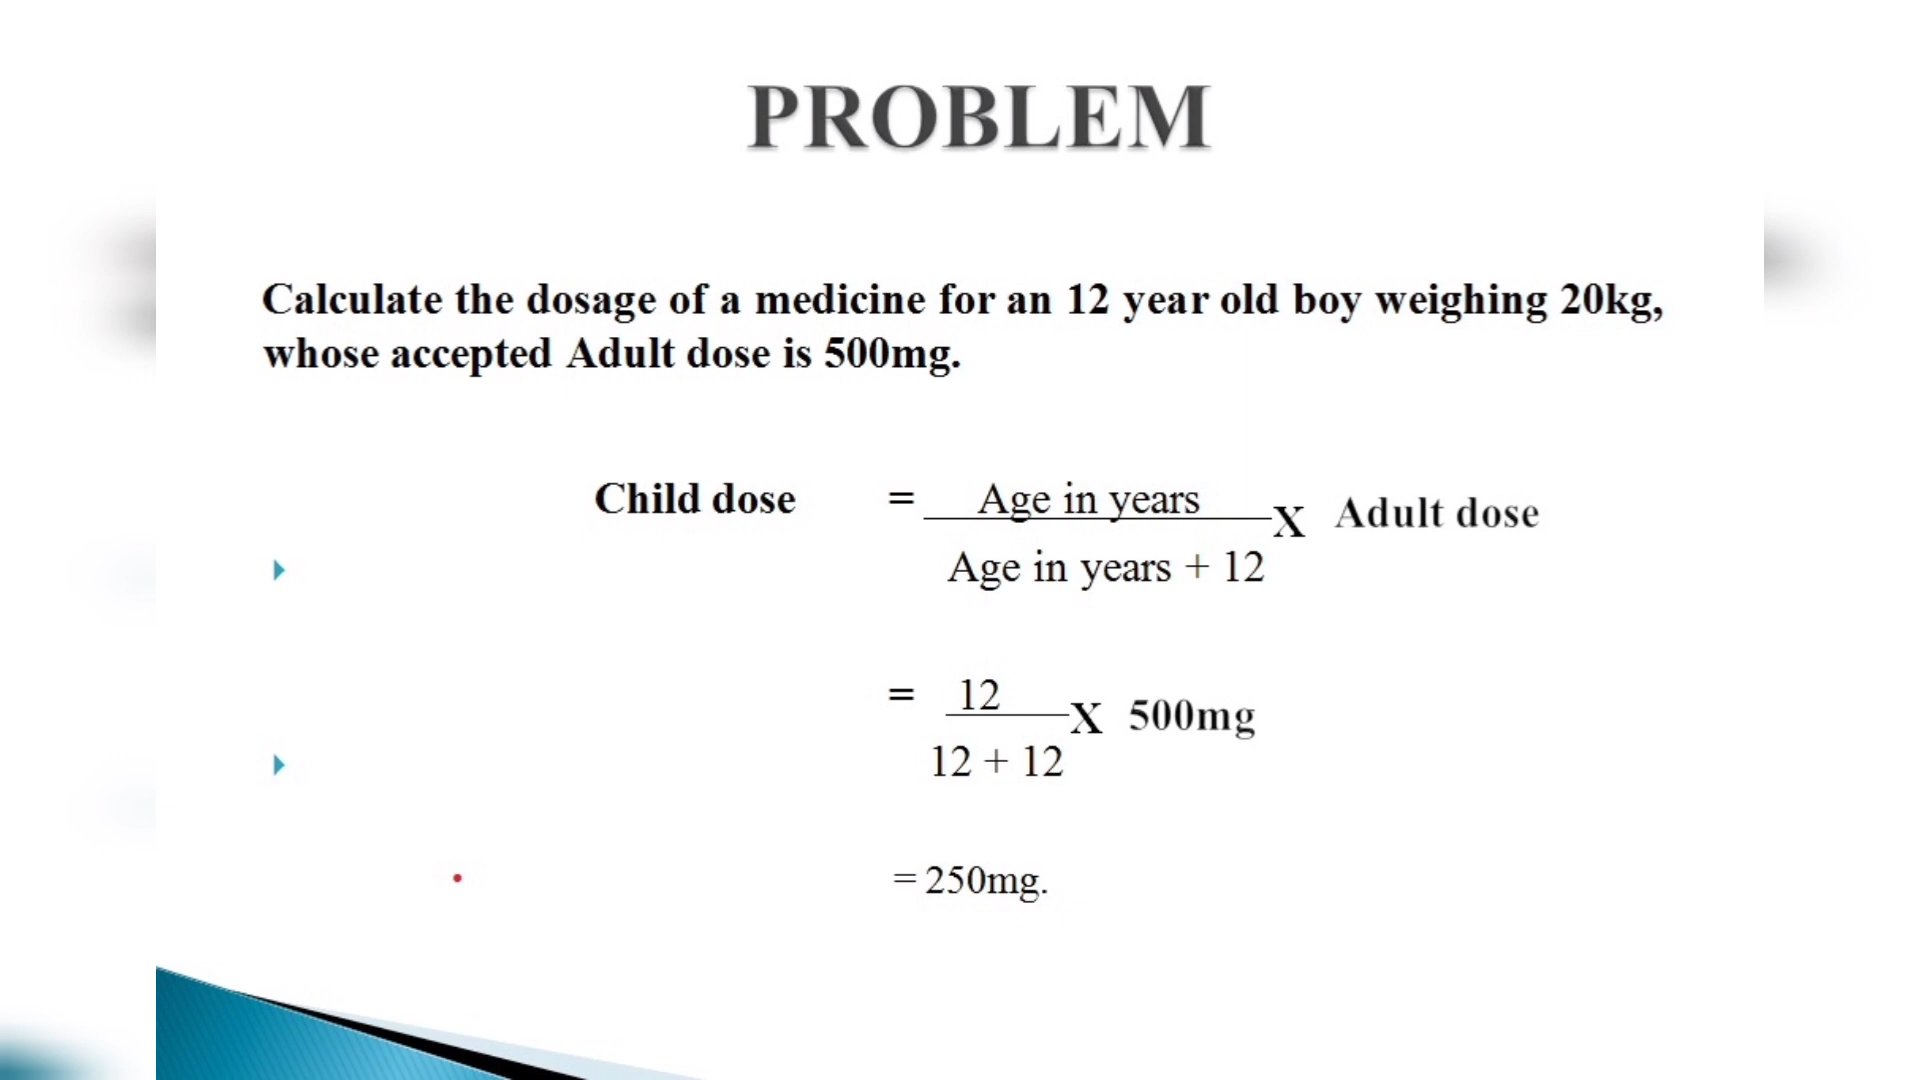 PROBLEM
Calculate the dosage of a medicine for an 12 year old boy weighing 20kg,
whose accepted Adult dose is 500mg.
Child dose = Age in years X Adult dose
Age in years + 12
= 12 X 500mg
12 + 12
= 250mg.